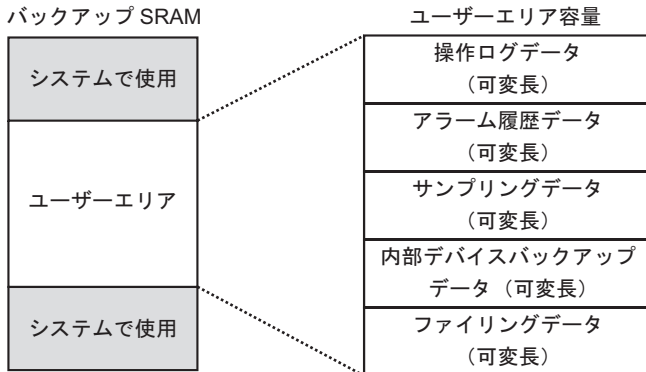 バックアップ SRAM
システムで使用
ユーザーエリア
システムで使用
ユーザーエリア容量
操作ログデータ
（可変長）
アラーム履歴データ
（可変長）
サンプリングデータ
（可変長）
内部デバイスバックアップ
データ（可変長）
ファイリングデータ
（可変長）